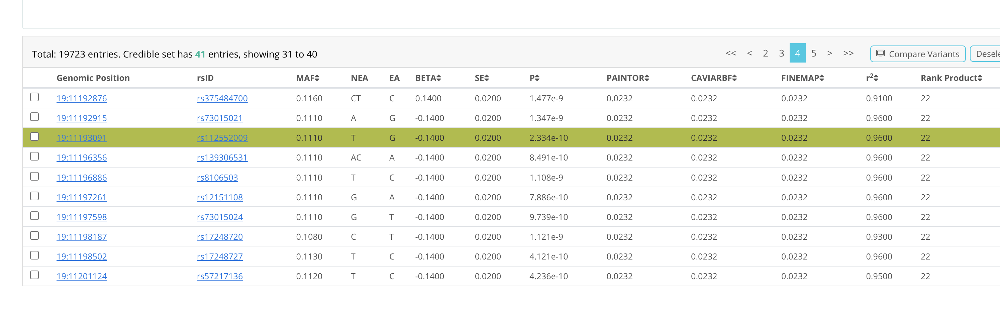 Total: 19723 entries. Credible set has 41 entries, showing 31 to 40 << < 2 3 4 5 > >> Compare Variants
Genomic Position rsID MAF NEA EA BETA SE P PAINTOR CAVIARBF FINEMAP r² Rank Product
19:11192876 rs375484700 0.1160 CT C 0.1400 0.0200 1.477e-9 0.0232 0.0232 0.0232 0.9100 22
19:11192915 rs73015021 0.1110 A G -0.1400 0.0200 1.347e-9 0.0232 0.0232 0.0232 0.9600 22
19:11193091 rs112552009 0.1110 T G -0.1400 0.0200 2.334e-10 0.0232 0.0232 0.0232 0.9600 22
19:11196356 rs139306531 0.1110 AC A -0.1400 0.0200 8.491e-10 0.0232 0.0232 0.0232 0.9600 22
19:11196886 rs8106503 0.1110 T C -0.1400 0.0200 1.108e-9 0.0232 0.0232 0.0232 0.9600 22
19:11197261 rs12151108 0.1110 G A -0.1400 0.0200 7.886e-10 0.0232 0.0232 0.0232 0.9600 22
19:11197598 rs73015024 0.1110 G T -0.1400 0.0200 9.739e-10 0.0232 0.0232 0.0232 0.9600 22
19:11198187 rs17248720 0.1080 C T -0.1400 0.0200 1.121e-9 0.0232 0.0232 0.0232 0.9300 22
19:11198502 rs17248727 0.1130 T C -0.1400 0.0200 4.121e-10 0.0232 0.0232 0.0232 0.9600 22
19:11201124 rs57217136 0.1120 T C -0.1400 0.0200 4.236e-10 0.0232 0.0232 0.0232 0.9500 22